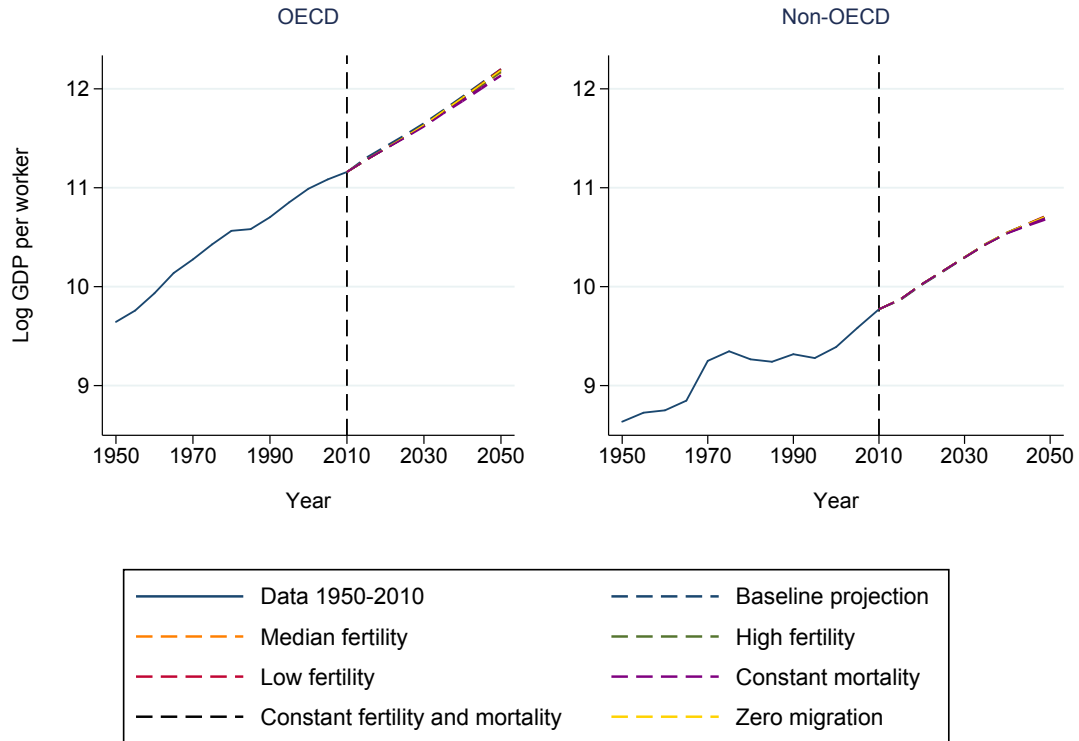 OECD
Non-OECD
Log GDP per worker
12
11
10
9
1950 1970 1990 2010 2030 2050
Year
12
11
10
9
1950 1970 1990 2010 2030 2050
Year
Data 1950-2010
Baseline projection
Median fertility
High fertility
Low fertility
Constant mortality
Constant fertility and mortality
Zero migration